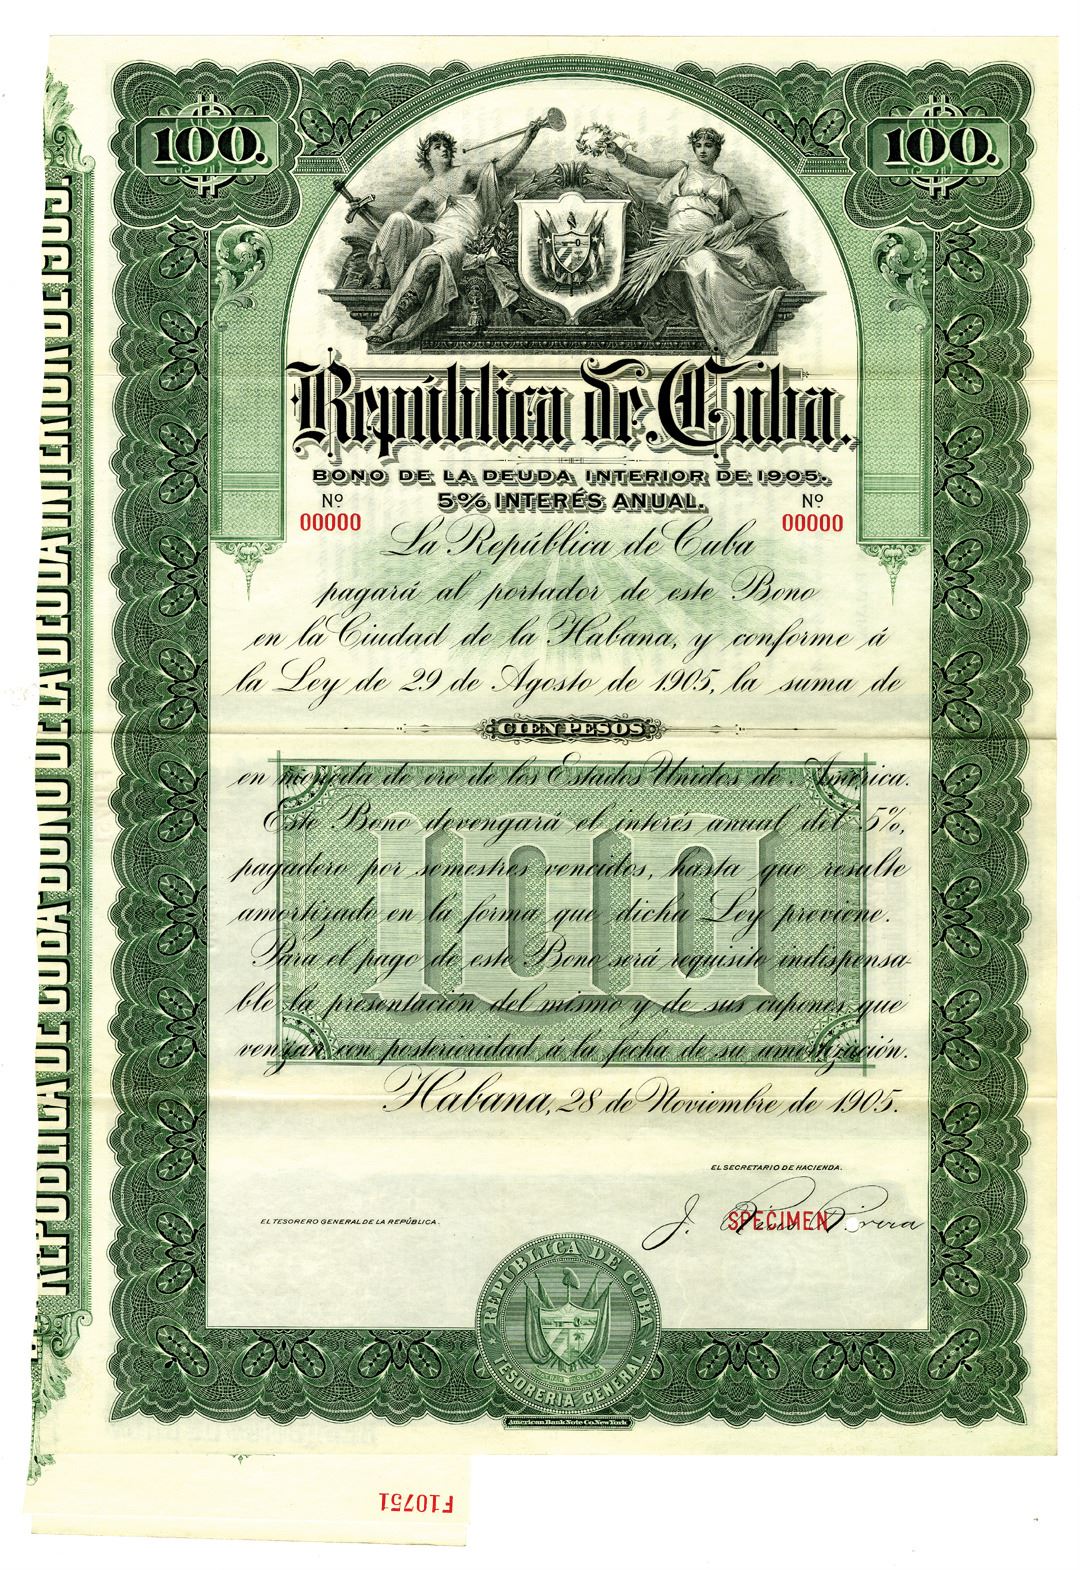 100.
100.
República de Cuba.
BONO DE LA DEUDA INTERIOR DE 1905.
5% INTERÉS ANUAL.
Nº
00000
Nº
00000
La República de Cuba
pagará al portador de este Bono
en la Ciudad de la Habana, y conforme á
la Ley de 29 de Agosto de 1905, la suma de
CIEN PESOS
en moneda de oro de los Estados Unidos de América.
Este Bono devengará el interés anual del 5%,
pagadero por semestres vencidos, hasta que resulte
amortizado en la forma que dicha Ley previene.
Para el pago de este Bono será requisito indispensa
ble la presentación del mismo y de sus cupones que
venzan con posterioridad á la fecha de su amortización.
100
Habana, 28 de Noviembre de 1905.
EL SECRETARIO DE HACIENDA.
SPECIMEN
EL TESORERO GENERAL DE LA REPÚBLICA.
REPUBLICA DE CUBA
TESORERIA GENERAL
American Bank Note Co. New York
REPUBLICA DE CUBA BONO DE LA DEUDA INTERIOR DE 1905.
F10751